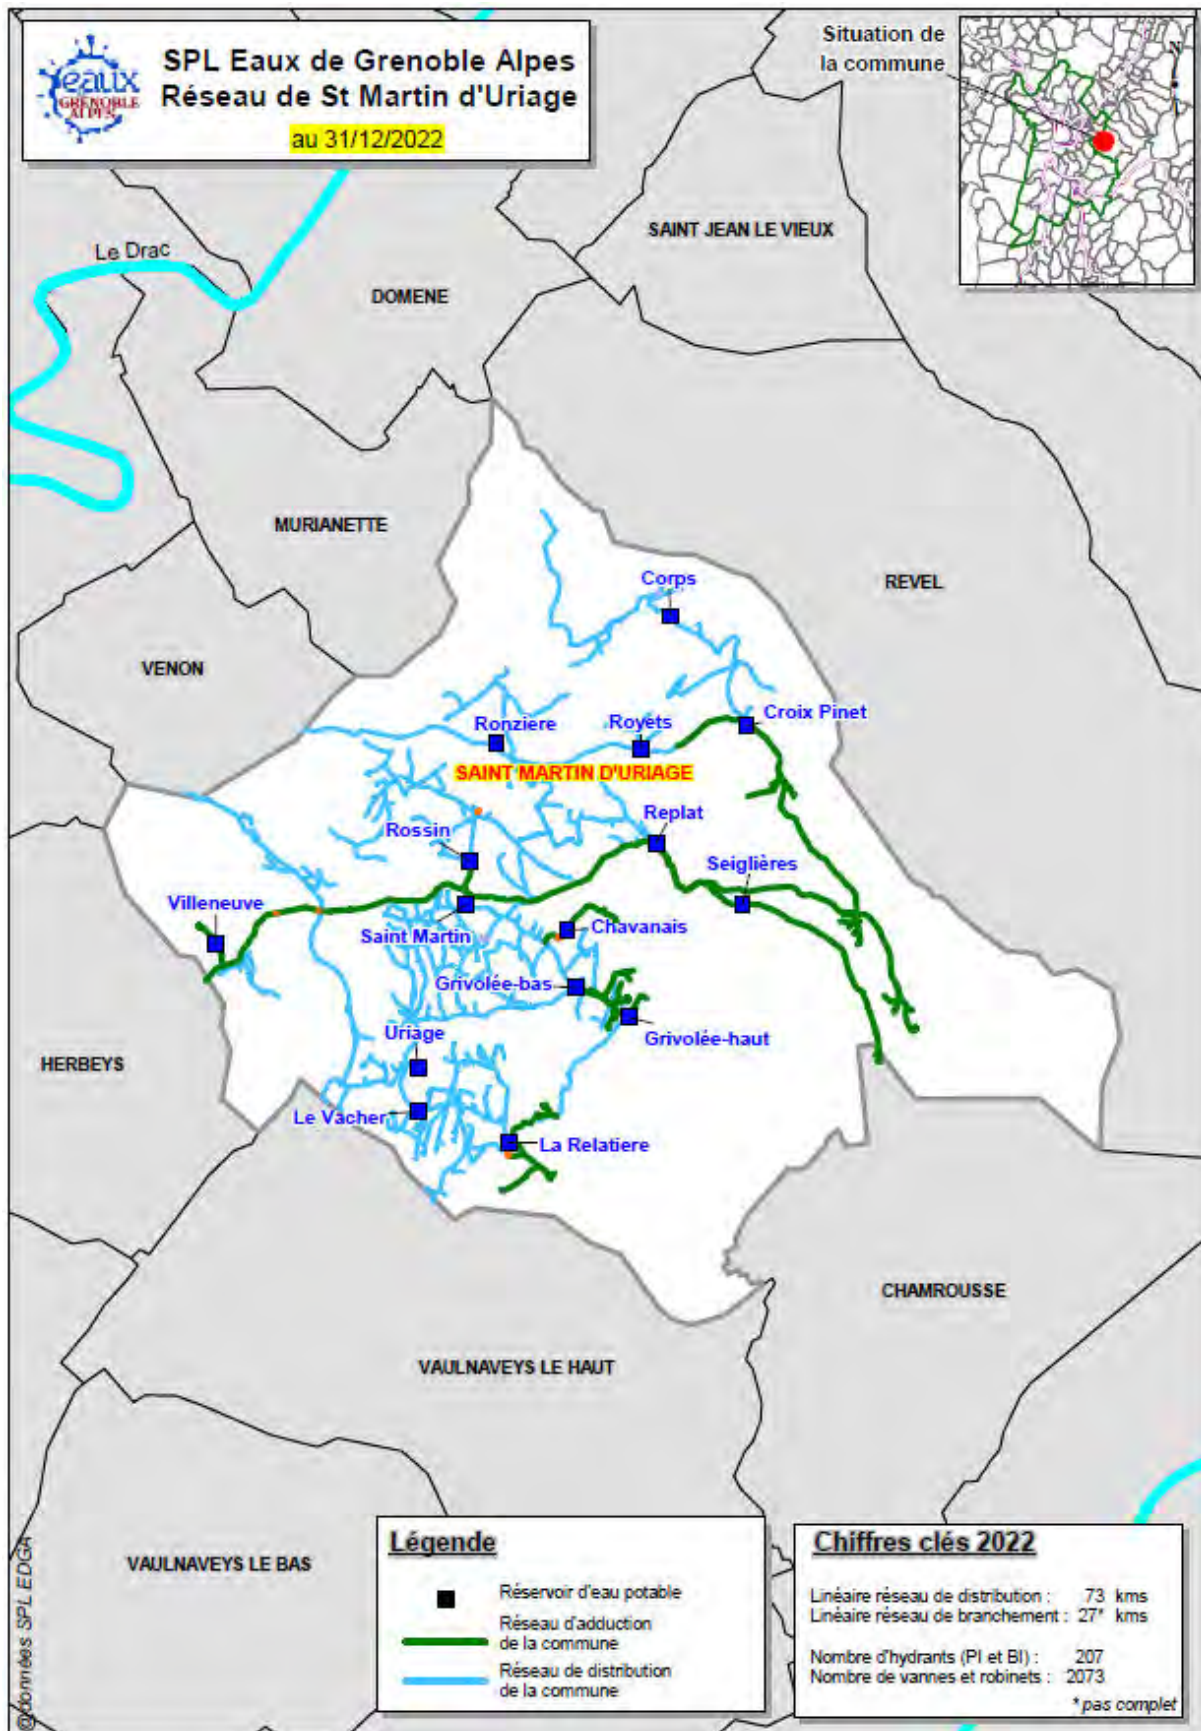 eaux
GRENOBLE
ALPES
SPL Eaux de Grenoble Alpes
Réseau de St Martin d'Uriage
au 31/12/2022
Situation de
la commune
N
Le Drac
SAINT JEAN LE VIEUX
DOMENE
MURIANETTE
REVEL
VENON
Corps
Croix Pinet
Ronziere
Royets
SAINT MARTIN D'URIAGE
Replat
Rossin
Seiglières
Villeneuve
Saint Martin
Chavanais
Grivolée-bas
Grivolée-haut
Uriage
HERBEYS
Le Vacher
La Relatiere
CHAMROUSSE
VAULNAVEYS LE HAUT
VAULNAVEYS LE BAS
@données SPL EDGA
Légende
Réservoir d'eau potable
Réseau d'adduction
de la commune
Réseau de distribution
de la commune
Chiffres clés 2022
Linéaire réseau de distribution : 73 kms
Linéaire réseau de branchement : 27* kms
Nombre d'hydrants (PI et BI) : 207
Nombre de vannes et robinets : 2073
*pas complet